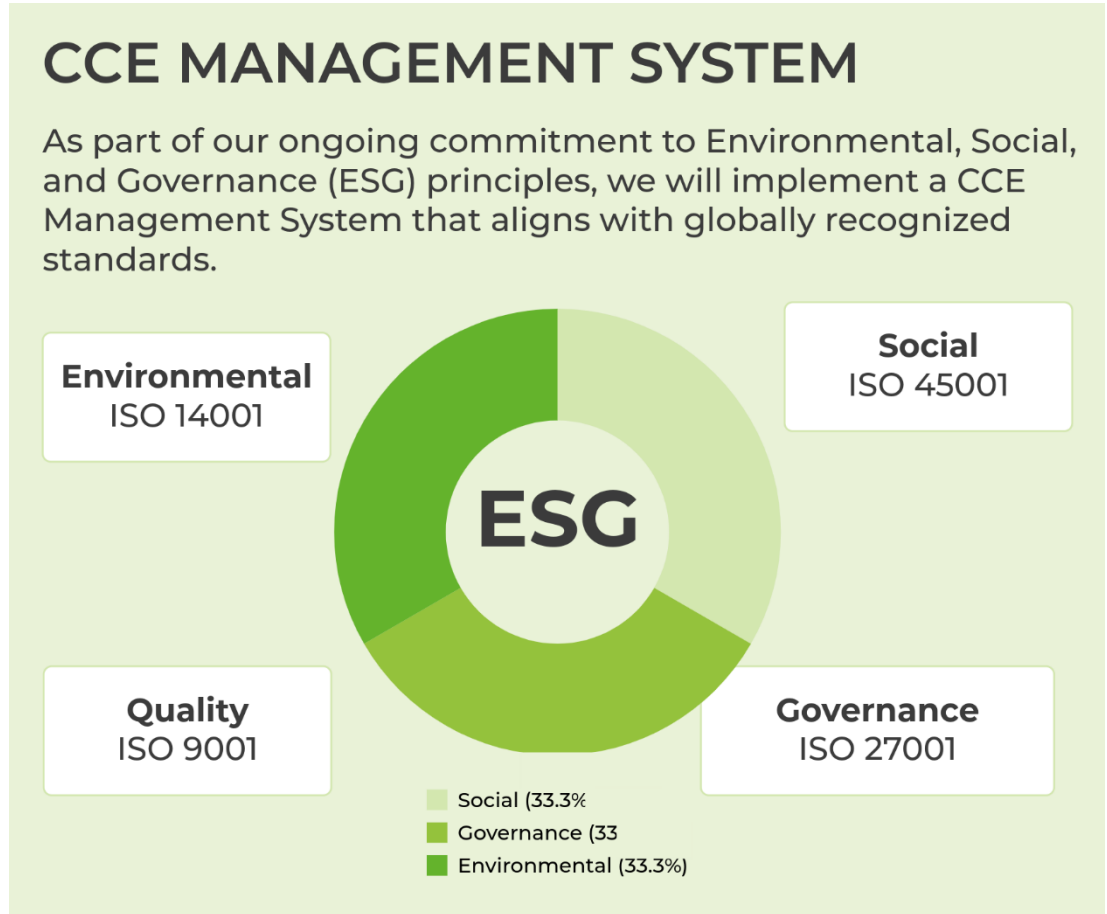 CCE MANAGEMENT SYSTEM
As part of our ongoing commitment to Environmental, Social,
and Governance (ESG) principles, we will implement a CCE
Management System that aligns with globally recognized
standards.
Environmental
ISO 14001
Social
ISO 45001
ESG
Quality
ISO 9001
Governance
ISO 27001
Social (33.3%
Governance (33
Environmental (33.3%)